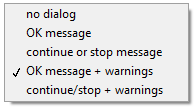 no dialog
OK message
continue or stop message
OK message + warnings
continue/stop + warnings